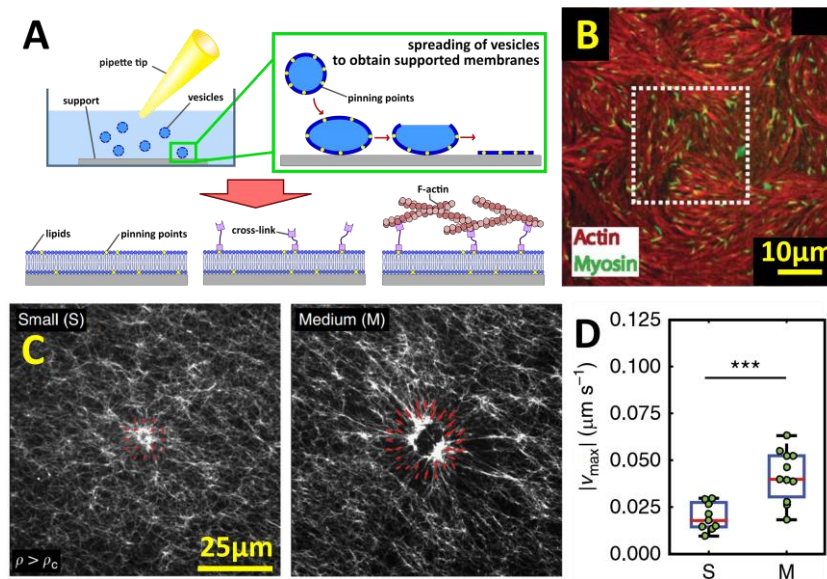 A
pipette tip
support
vesicles
spreading of vesicles
to obtain supported membranes
pinning points
lipids
pinning points
cross-link
F-actin
B
Actin
Myosin
10μm
C
Small (S)
ρ > ρc
25μm
Medium (M)
D
0.125
0.100
0.075
0.050
0.025
0.000
|vmax| (μm s⁻¹)
***
S
M